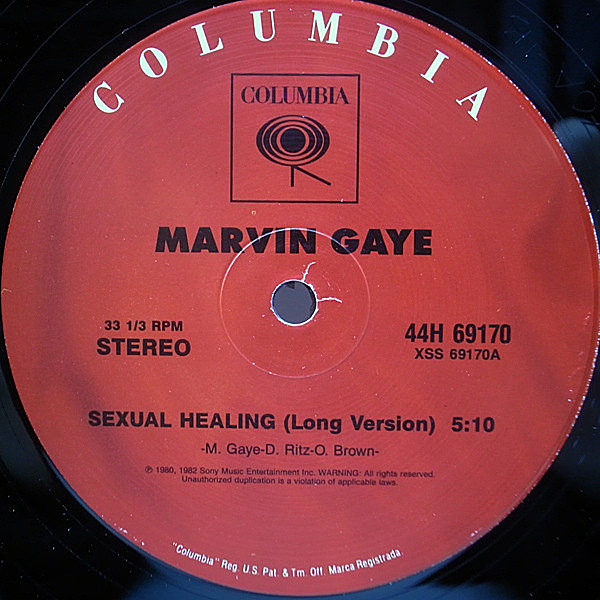 COLUMBIA
COLUMBIA
MARVIN GAYE
33 1/3 RPM
STEREO
44H 69170
XSS 69170A
SEXUAL HEALING (Long Version) 5:10
-M. Gaye-D. Ritz-O. Brown-
℗ 1980, 1982 Sony Music Entertainment Inc. WARNING: All rights reserved.
Unauthorized duplication is a violation of applicable laws.
"Columbia" Reg. U.S. Pat. & Tm. Off. Marca Registrada.